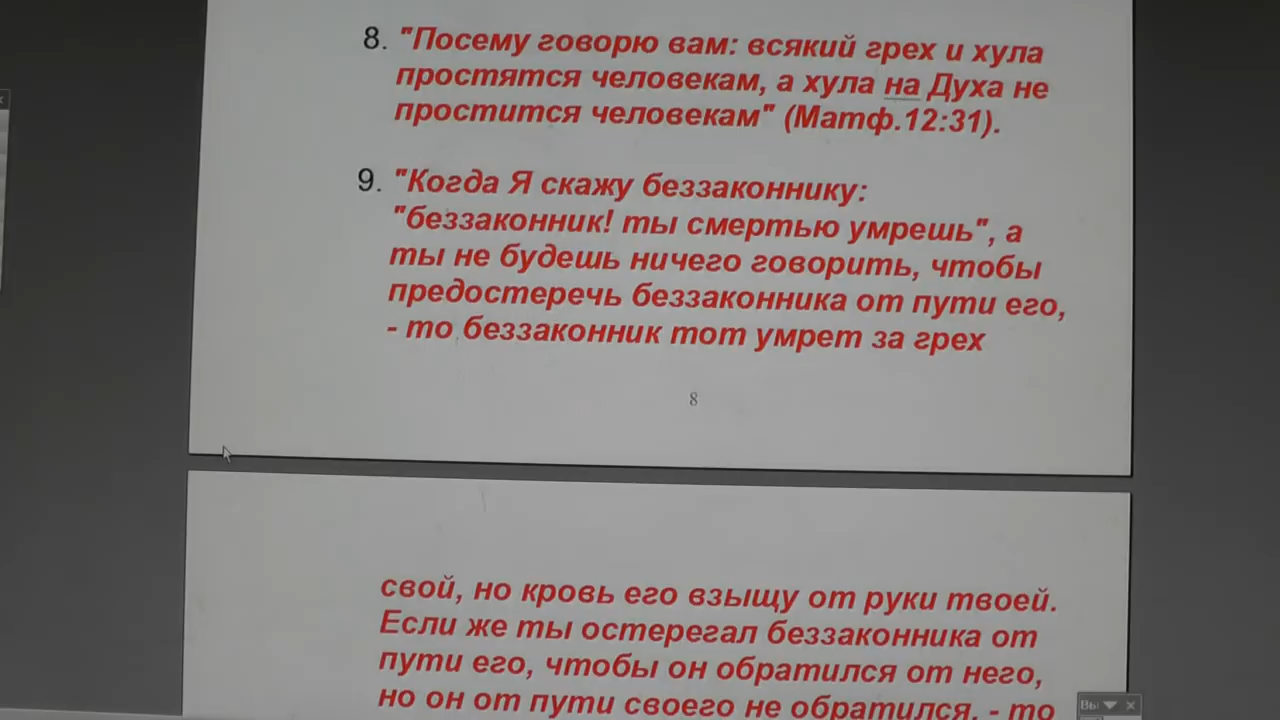 8. "Посему говорю вам: всякий грех и хула
простятся человекам, а хула на Духа не
простится человекам" (Матф.12:31).
9. "Когда Я скажу беззаконнику:
"беззаконник! ты смертью умрешь", а
ты не будешь ничего говорить, чтобы
предостеречь беззаконника от пути его,
- то беззаконник тот умрет за грех
8
свой, но кровь его взыщу от руки твоей.
Если же ты остерегал беззаконника от
пути его, чтобы он обратился от него,
но он от пути своего не обратился, - то